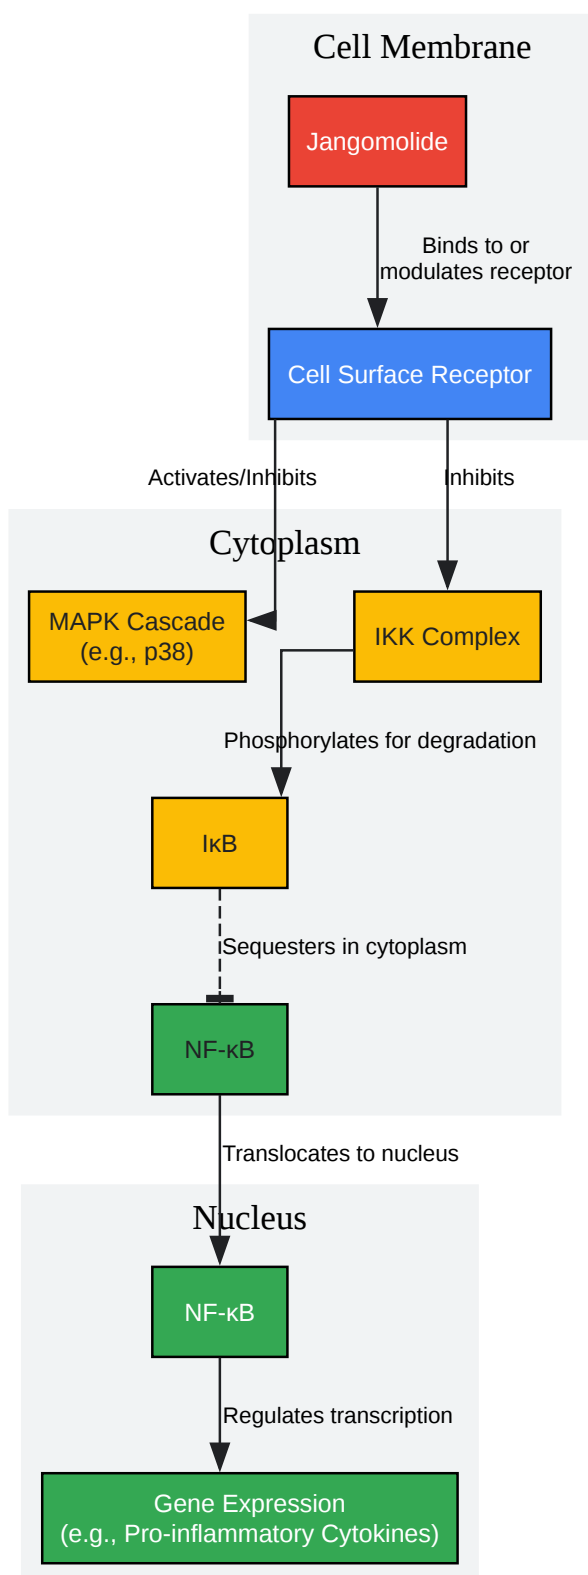 Cell Membrane
Jangomolide
Binds to or
modulates receptor
Cell Surface Receptor
Activates/Inhibits
Inhibits
Cytoplasm
MAPK Cascade
(e.g., p38)
IKK Complex
Phosphorylates for degradation
IκB
Sequesters in cytoplasm
NF-κB
Translocates to nucleus
Nucleus
NF-κB
Regulates transcription
Gene Expression
(e.g., Pro-inflammatory Cytokines)